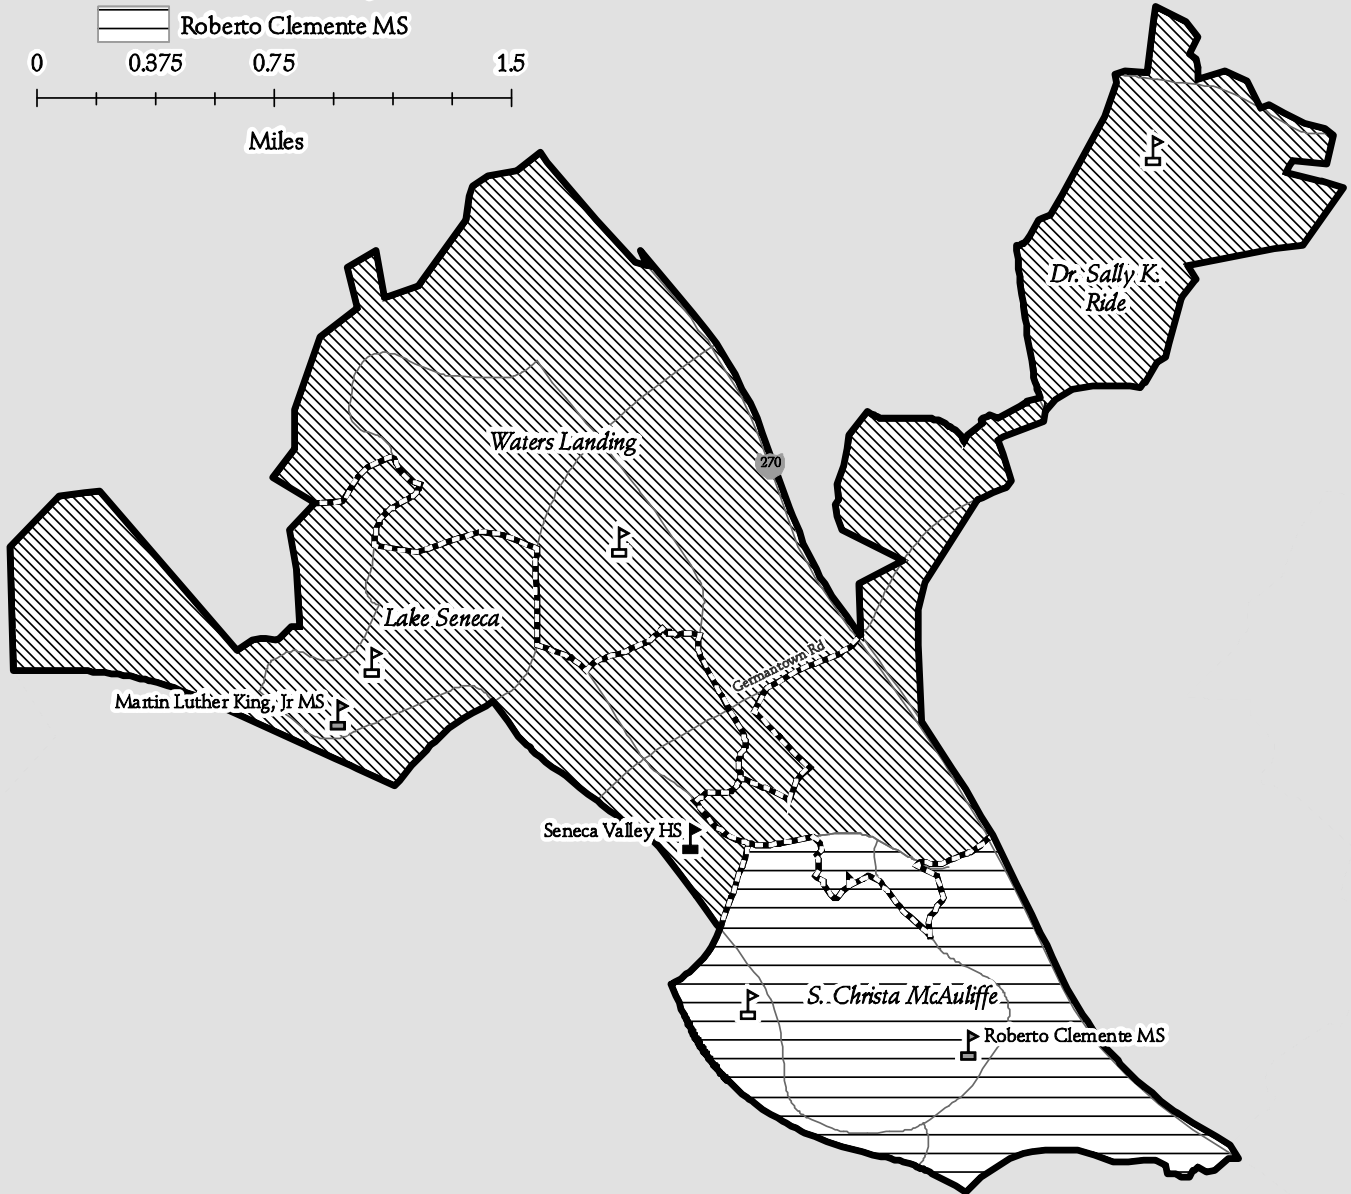 Roberto Clemente MS
0 0.375 0.75 1.5
Miles
Dr. Sally K.
Ride
Waters Landing
270
Lake Seneca
Germantown Rd
Martin Luther King, Jr MS
Seneca Valley HS
S. Christa McAuliffe
Roberto Clemente MS